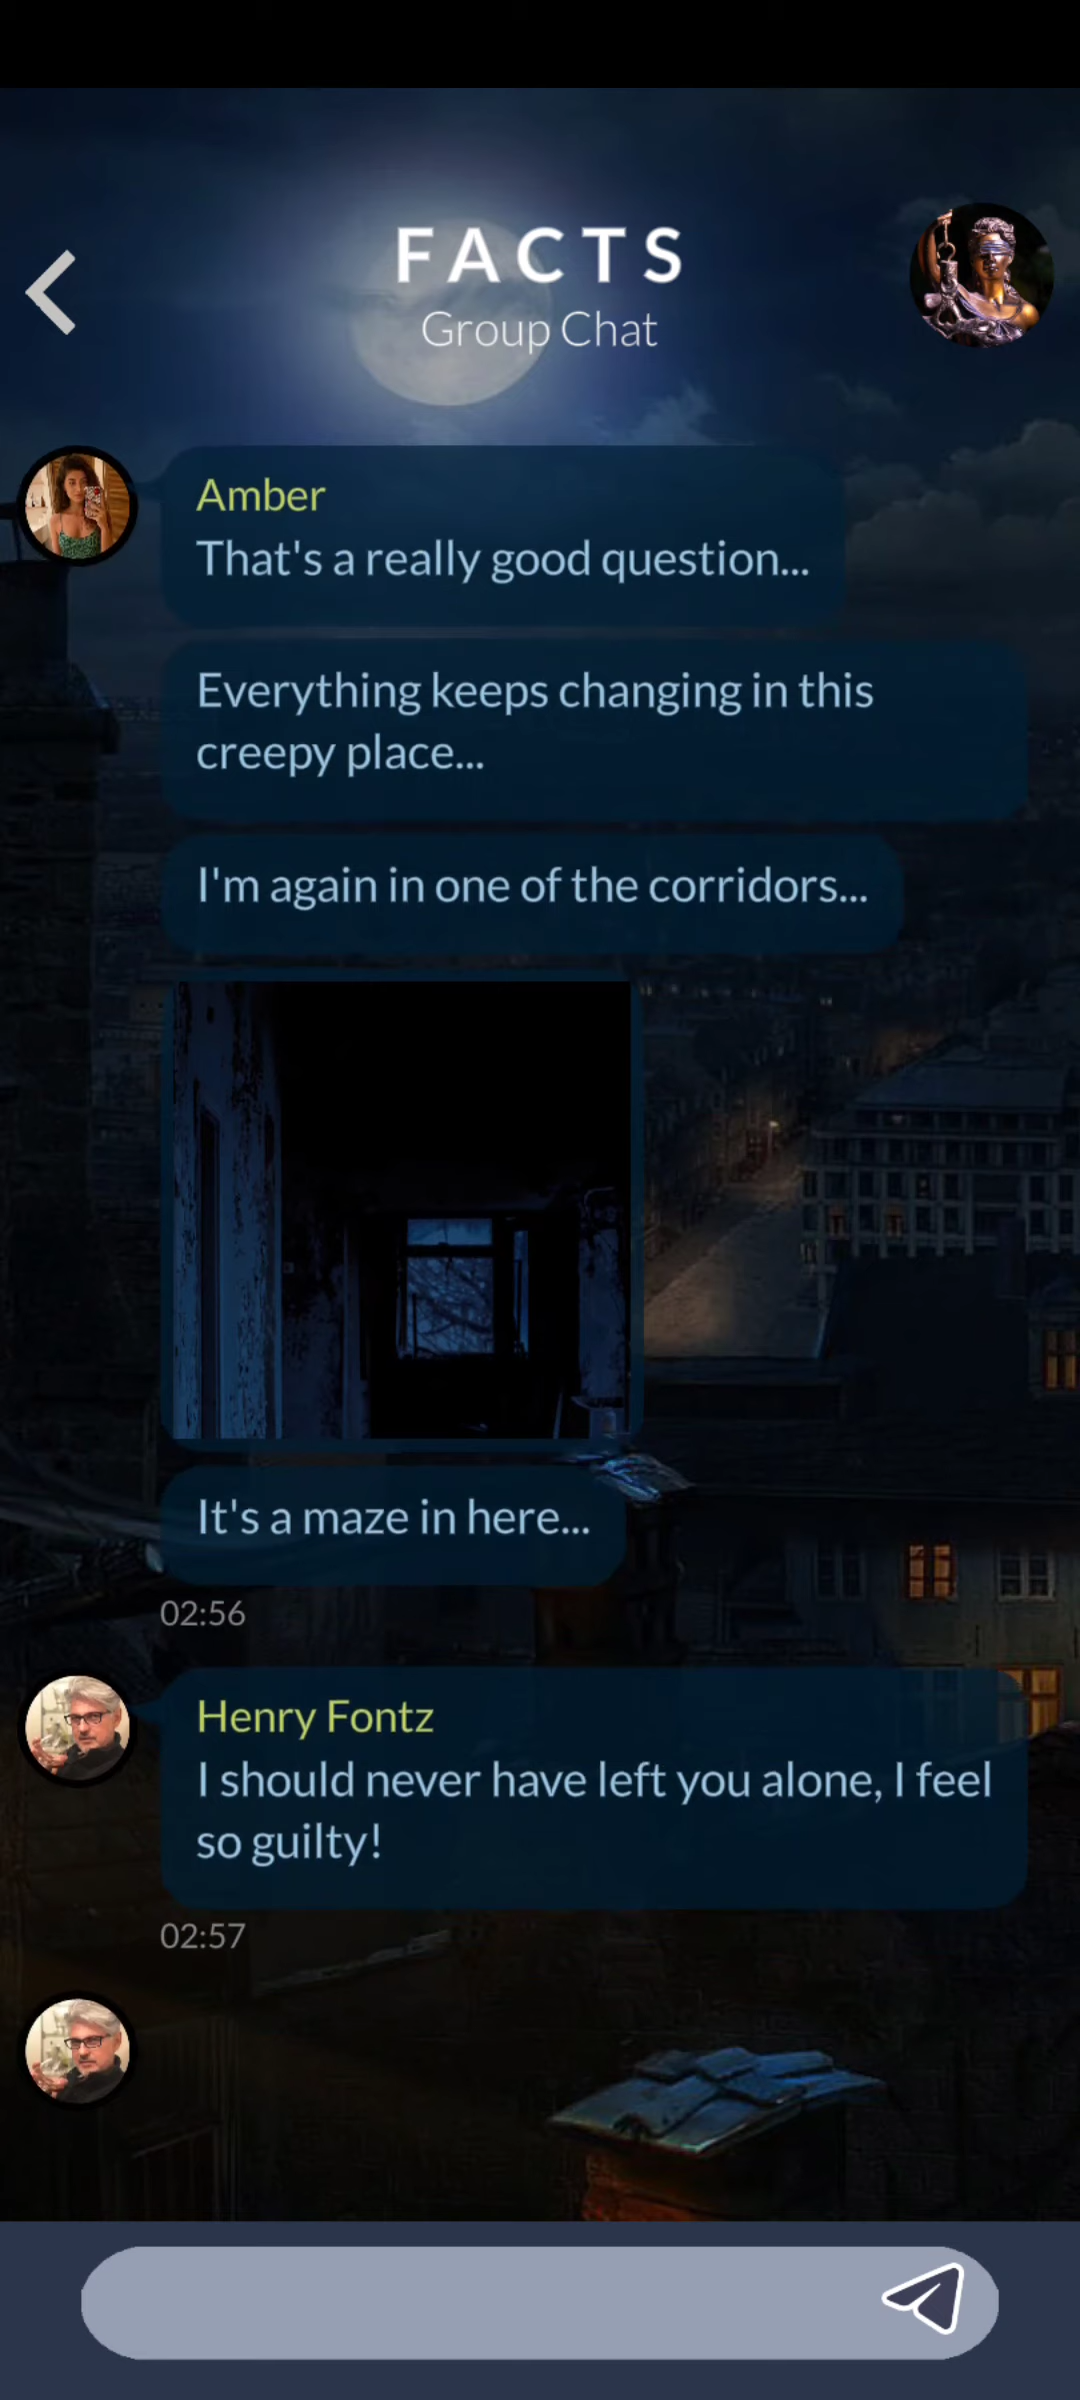 FACTS
Group Chat
Amber
That's a really good question...
Everything keeps changing in this
creepy place...
I'm again in one of the corridors...
It's a maze in here...
02:56
Henry Fontz
I should never have left you alone, I feel
so guilty!
02:57